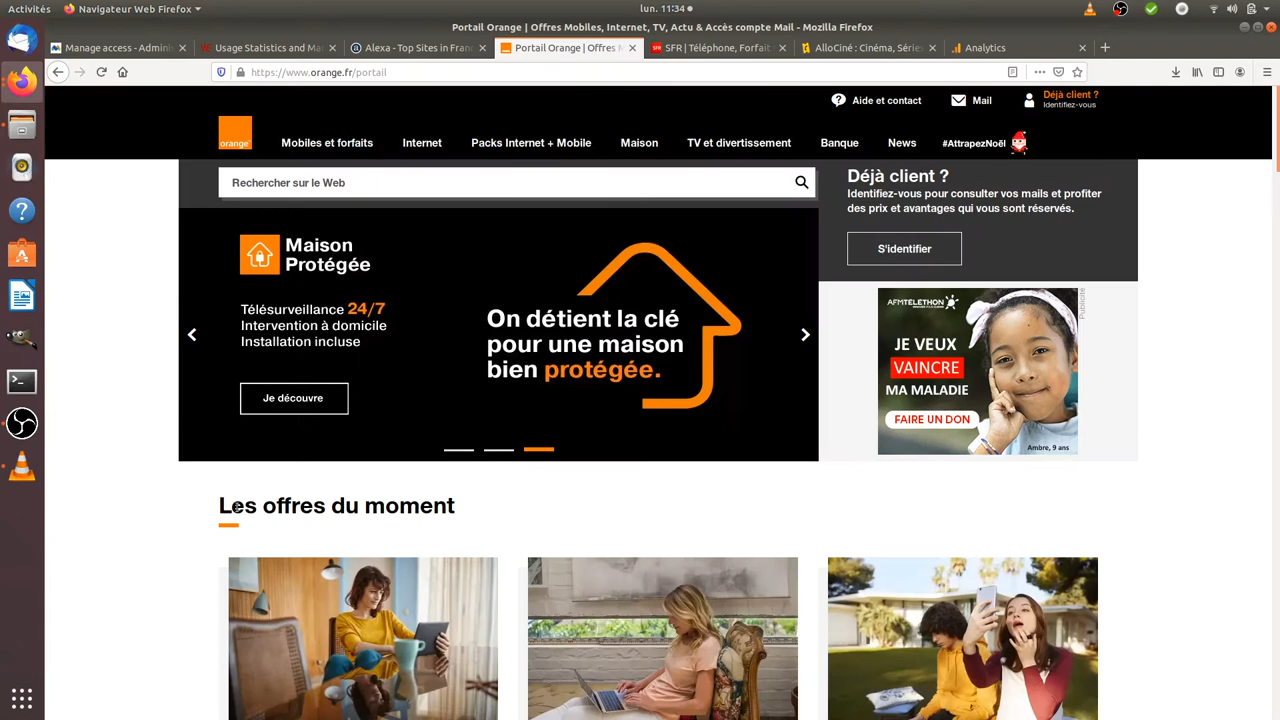 Activités
Navigateur Web Firefox
lun. 11:34
Portail Orange | Offres Mobiles, Internet, TV, Actu & Accès compte Mail - Mozilla Firefox
Manage access - Admini
Usage Statistics and Mar
Alexa - Top Sites in Fran
Portail Orange | Offres M
SFR | Téléphone, Forfait
AlloCiné : Cinéma, Série
Analytics
https://www.orange.fr/portail
Aide et contact
Mail
Déjà client ?
Identifiez-vous
orange
Mobiles et forfaits
Internet
Packs Internet + Mobile
Maison
TV et divertissement
Banque
News
#AttrapezNoël
Rechercher sur le Web
Déjà client ?
Identifiez-vous pour consulter vos mails et profiter
des prix et avantages qui vous sont réservés.
S'identifier
Maison
Protégée
Télésurveillance 24/7
Intervention à domicile
Installation incluse
Je découvre
On détient la clé
pour une maison
bien protégée.
Publicité
AFMTELETHON
JE VEUX
VAINCRE
MA MALADIE
FAIRE UN DON
Ambre, 9 ans
Les offres du moment